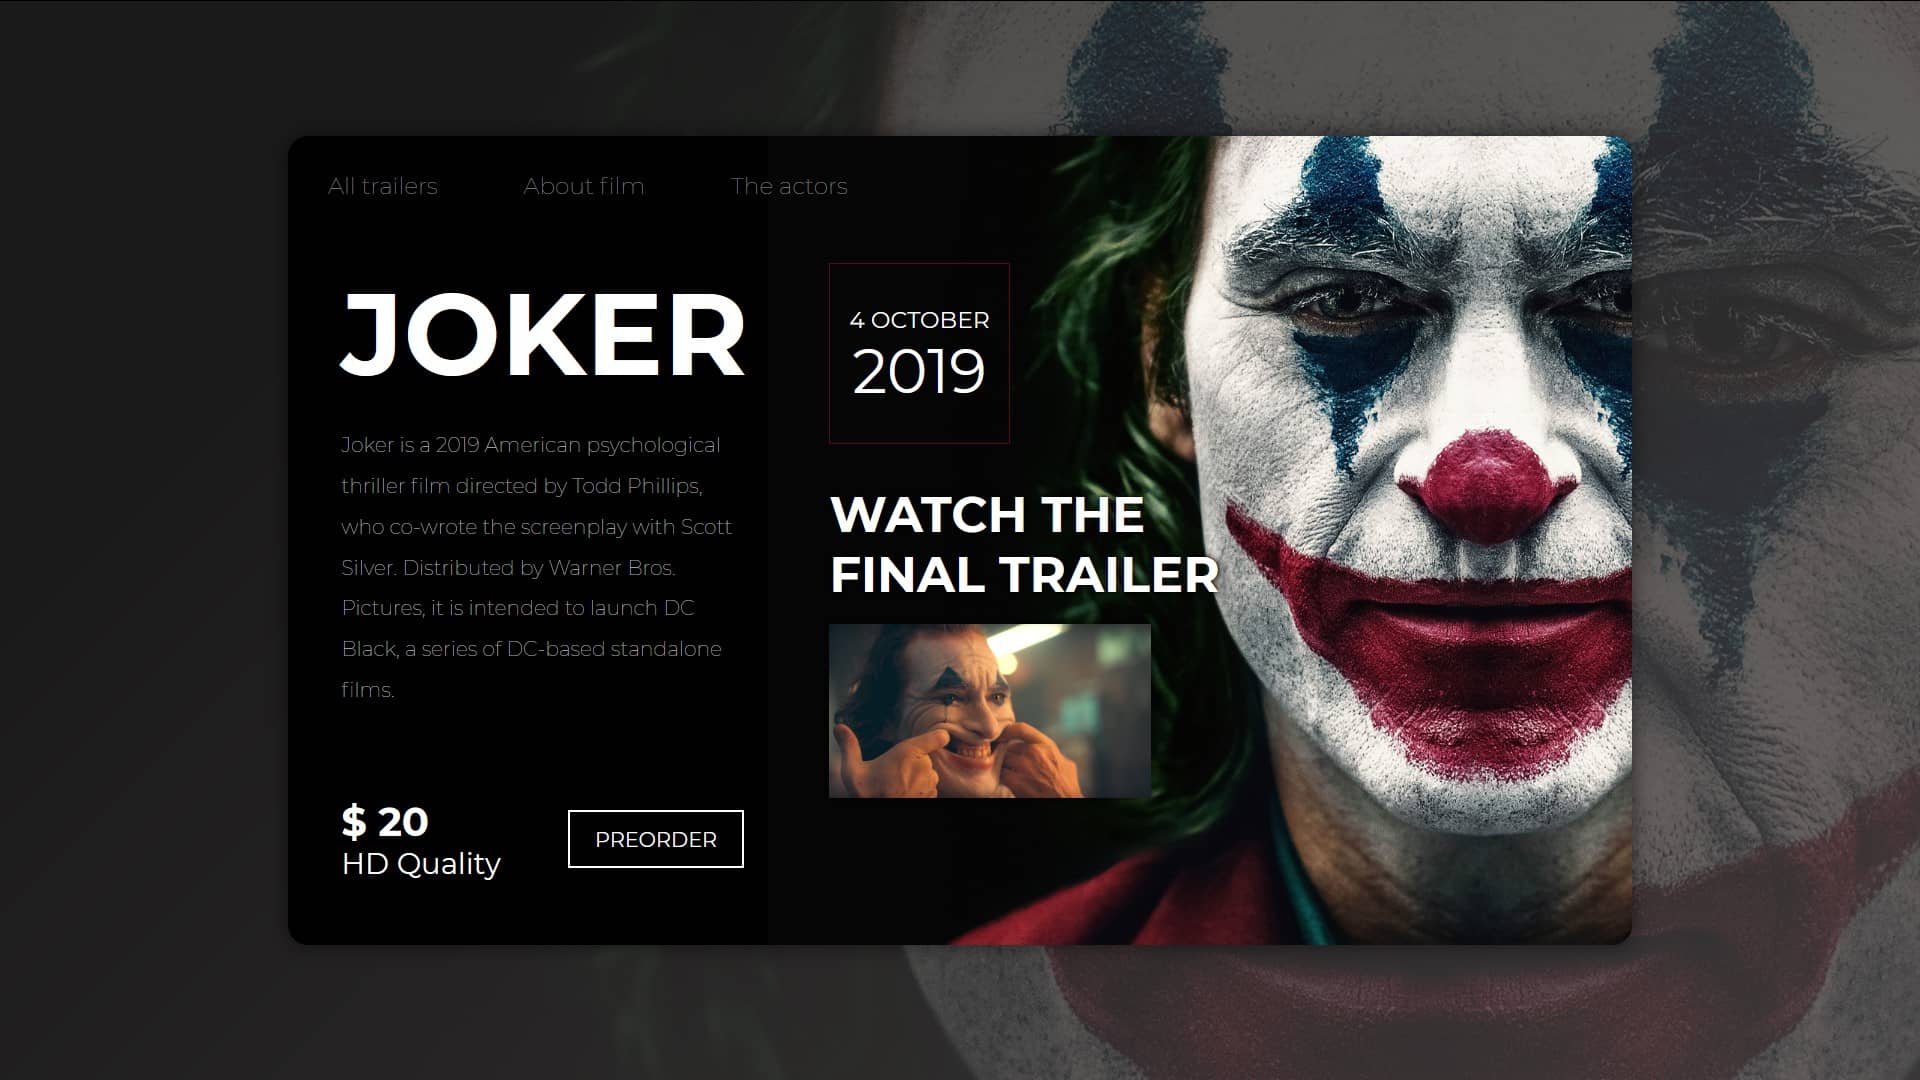 All trailers About film The actors
JOKER
Joker is a 2019 American psychological
thriller film directed by Todd Phillips,
who co-wrote the screenplay with Scott
Silver. Distributed by Warner Bros.
Pictures, it is intended to launch DC
Black, a series of DC-based standalone
films.
$ 20
HD Quality
PREORDER
4 OCTOBER
2019
WATCH THE
FINAL TRAILER